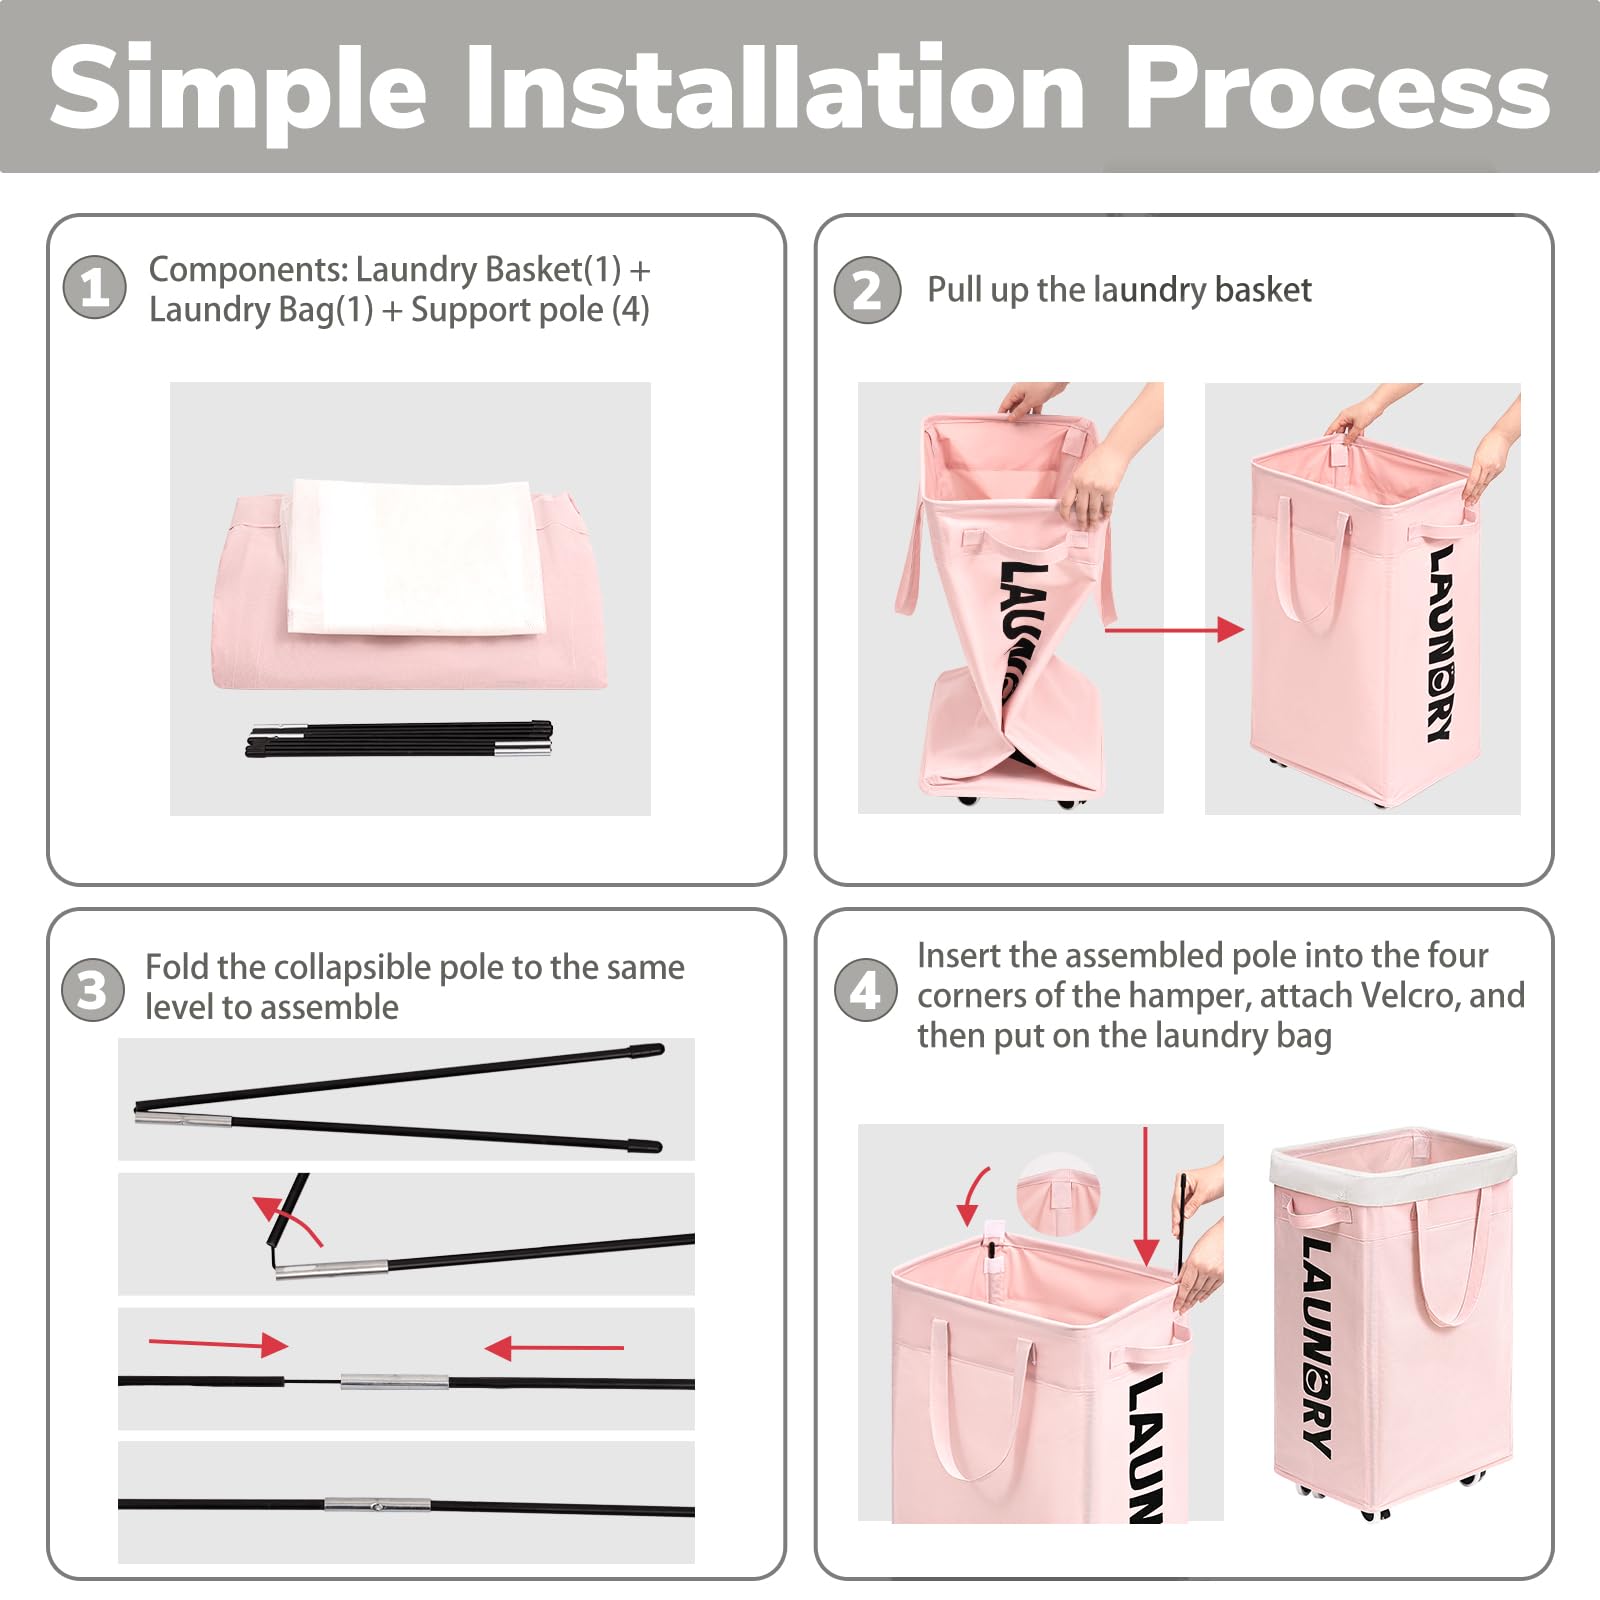 Simple Installation Process
1
Components: Laundry Basket(1) +
Laundry Bag(1) + Support pole (4)
2
Pull up the laundry basket
LAUNDRY
LAUNDRY
3
Fold the collapsible pole to the same
level to assemble
4
Insert the assembled pole into the four
corners of the hamper, attach Velcro, and
then put on the laundry bag
LAUN
LAUNDRY